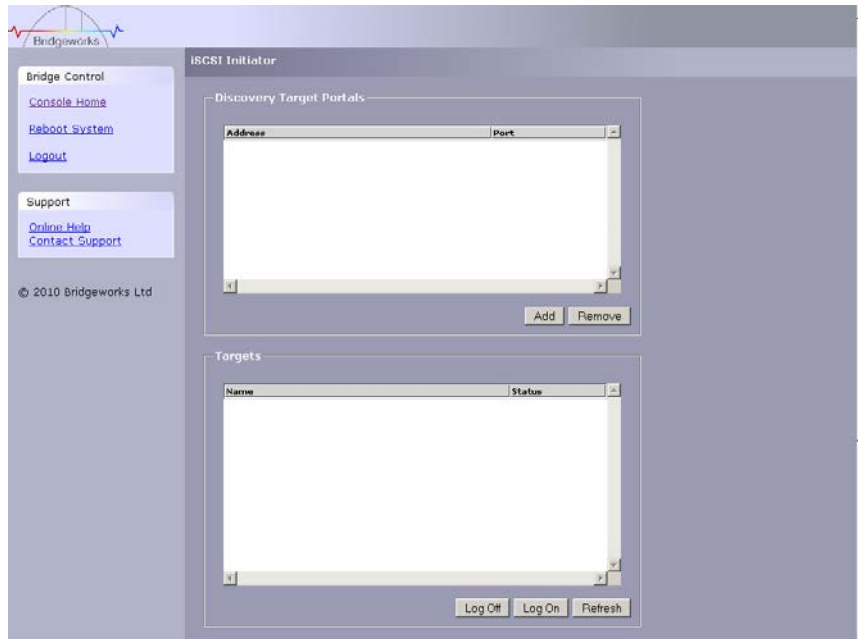 Bridgeworks
Bridge Control
Console Home
Reboot System
Logout
Support
Online Help
Contact Support
© 2010 Bridgeworks Ltd
iSCSI Initiator
Discovery Target Portals
Address Port
Add Remove
Targets
Name Status
Log Off Log On Refresh